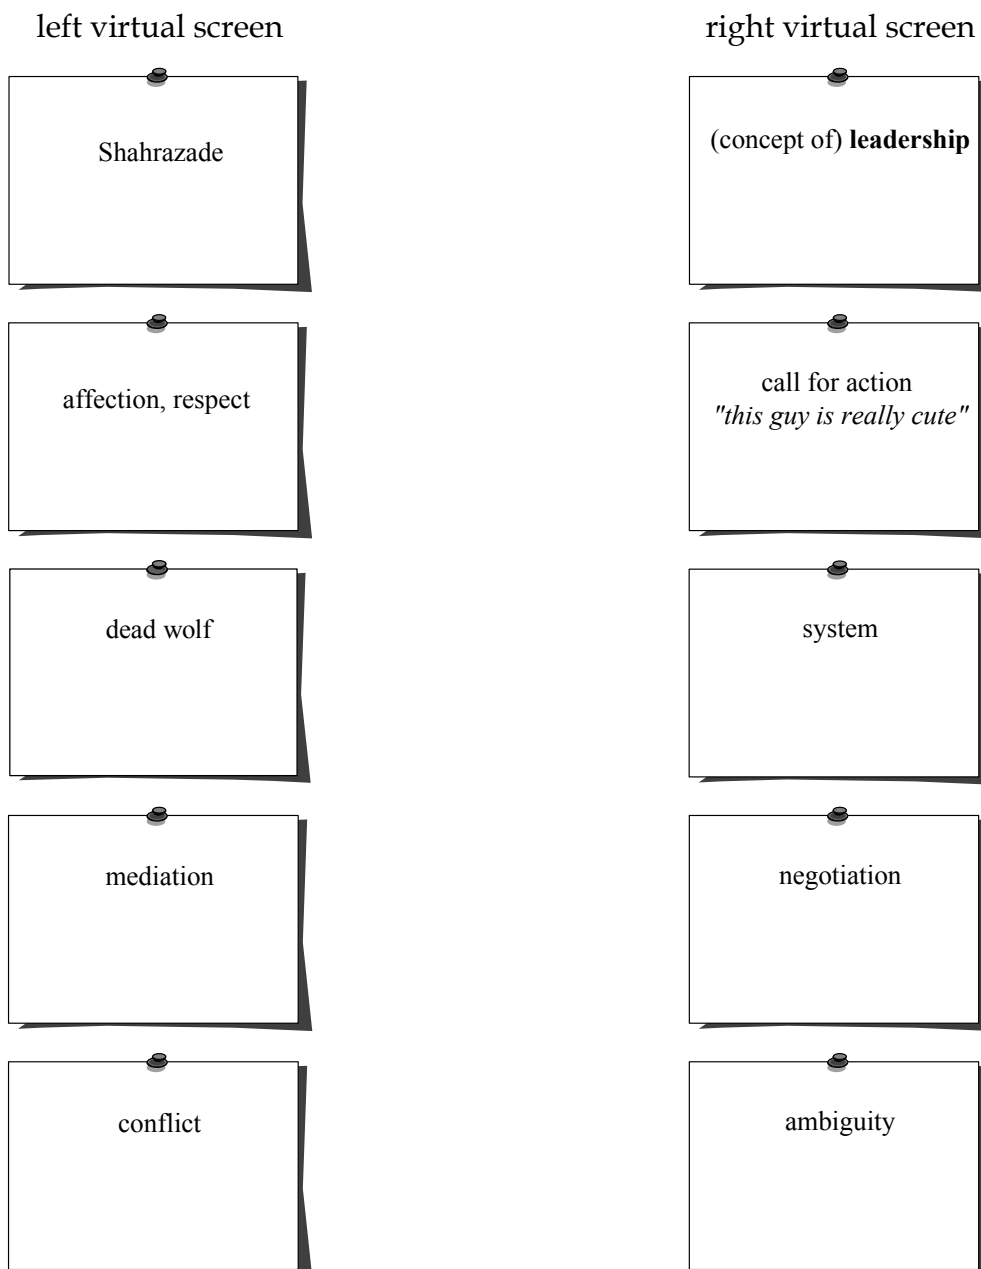 left virtual screen
right virtual screen
Shahrazade
(concept of) leadership
affection, respect
call for action
"this guy is really cute"
dead wolf
system
mediation
negotiation
conflict
ambiguity